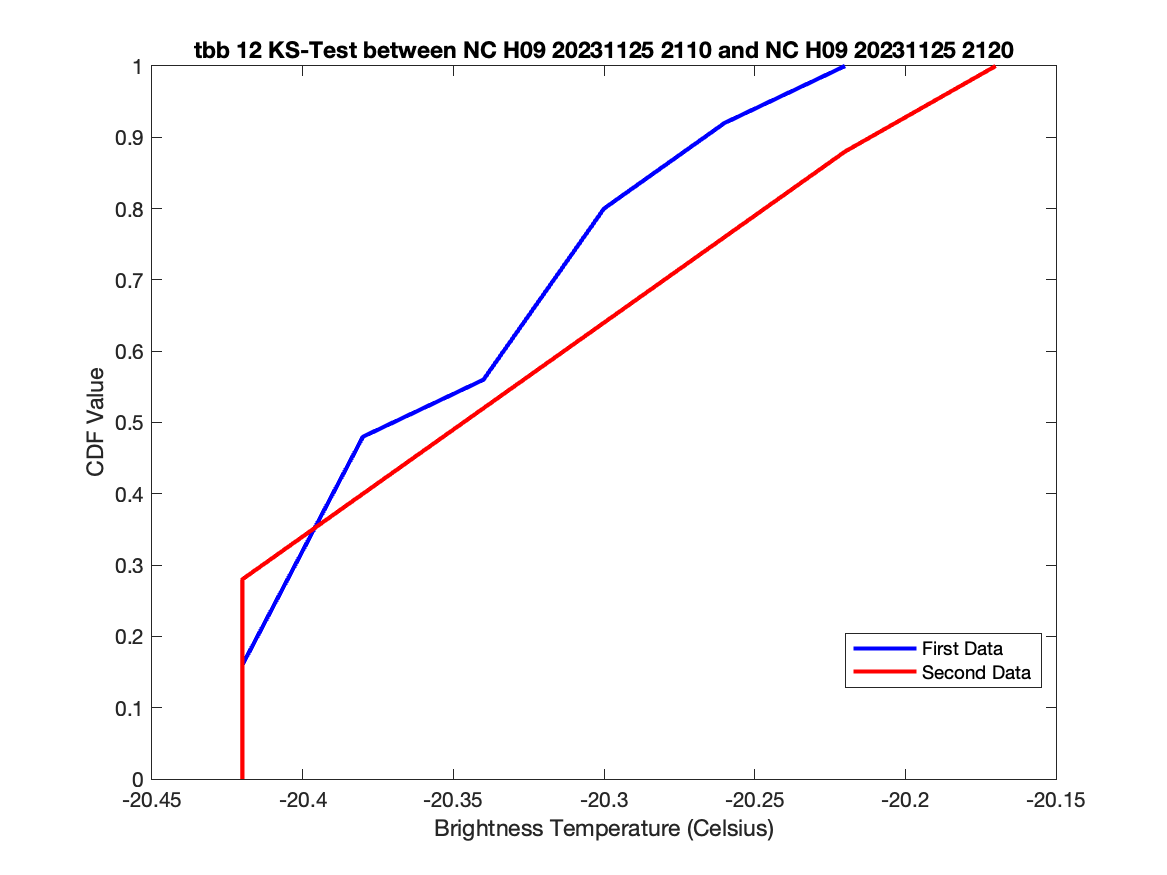 tbb 12 KS-Test between NC H09 20231125 2110 and NC H09 20231125 2120
1
0.9
0.8
0.7
0.6
0.5
0.4
0.3
0.2
0.1
0
CDF Value
First Data
Second Data
-20.45 -20.4 -20.35 -20.3 -20.25 -20.2 -20.15
Brightness Temperature (Celsius)